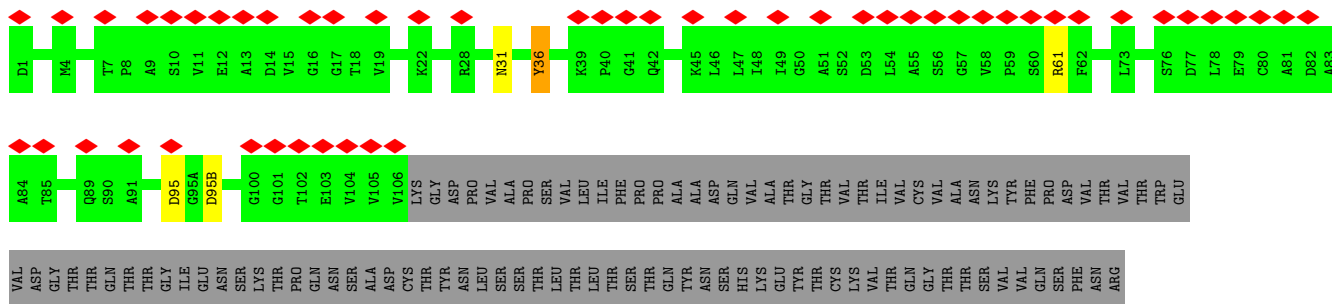 D1 M4 T7 P8 A9 S10 V11 E12 A13 D14 V15 G16 G17 T18 V19 K22 R28 N31 Y36 K39 P40 G41 Q42 K45 L46 L47 I48 I49 G50 A51 S52 D53 L54 A55 S56 G57 V58 P59 S60 R61 F62 L73 S76 D77 L78 E79 C80 A81 D82 A83
A84 T85 Q89 S90 A91 D95 G95A D95B G100 G101 T102 E103 V104 V105 V106 LYS GLY ASP PRO VAL ALA PRO SER VAL LEU ILE PHE PRO PRO ALA ALA ASP GLN VAL ALA THR GLY THR VAL THR ILE VAL CYS VAL ALA ASN LYS TYR PHE PRO ASP VAL THR VAL THR TRP GLU
VAL ASP GLY THR THR GLN THR THR GLY ILE GLU ASN SER LYS THR PRO GLN ASN SER ALA ASP CYS THR TYR ASN LEU SER SER THR LEU THR LEU THR SER THR GLN TYR ASN SER HIS LYS GLU TYR THR CYS LYS VAL THR GLN GLY THR THR SER VAL VAL GLN SER PHE ASN ARG